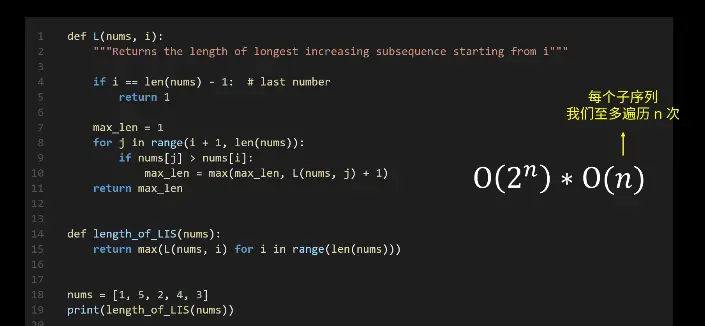 1 def L(nums, i):
2 """Returns the length of longest increasing subsequence starting from i"""
3
4 if i == len(nums) - 1: # last number
5 return 1
6
7 max_len = 1
8 for j in range(i + 1, len(nums)):
9 if nums[j] > nums[i]:
10 max_len = max(max_len, L(nums, j) + 1)
11 return max_len
12
13
14 def length_of_LIS(nums):
15 return max(L(nums, i) for i in range(len(nums)))
16
17
18 nums = [1, 5, 2, 4, 3]
19 print(length_of_LIS(nums))
20
每个子序列
我们至多遍历 n 次
O(2ⁿ) * O(n)